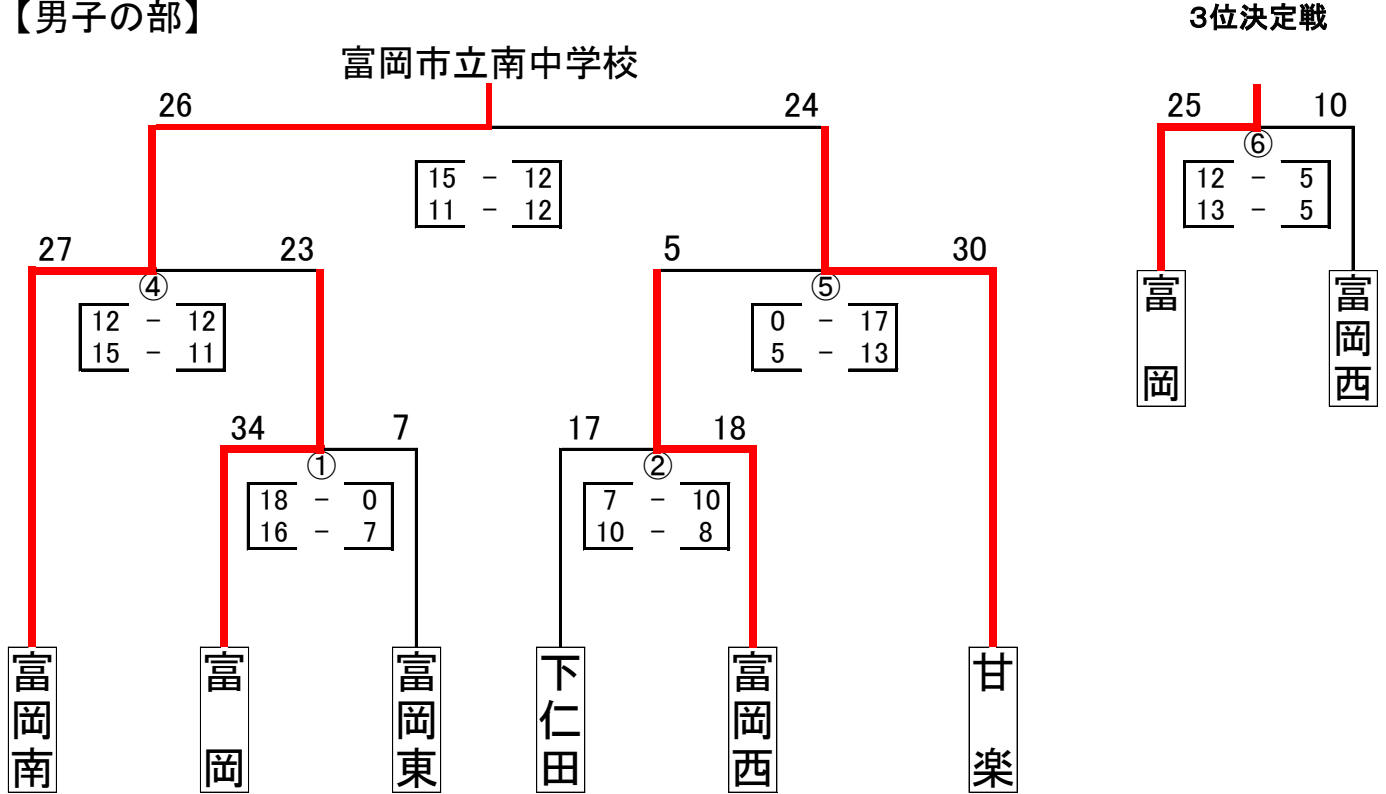 【男子の部】
3位決定戦
富岡市立南中学校
26 24
25 10
⑥
15 - 12
11 - 12
12 - 5
13 - 5
27 23
5 30
④
⑤
12 - 12
15 - 11
0 - 17
5 - 13
富岡
富岡西
34 7
17 18
①
②
18 - 0
16 - 7
7 - 10
10 - 8
富岡南
富岡
富岡東
下仁田
富岡西
甘楽